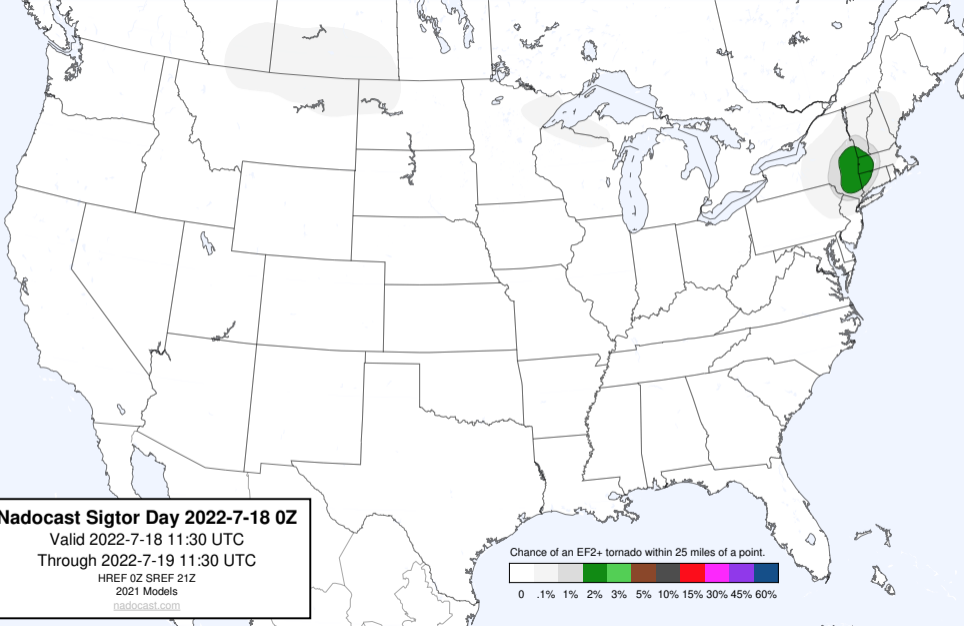 Nadocast Sigtor Day 2022-7-18 0Z
Valid 2022-7-18 11:30 UTC
Through 2022-7-19 11:30 UTC
HREF 0Z SREF 21Z
2021 Models
nadocast.com
Chance of an EF2+ tornado within 25 miles of a point.
0 .1% 1% 2% 3% 5% 10% 15% 30% 45% 60%